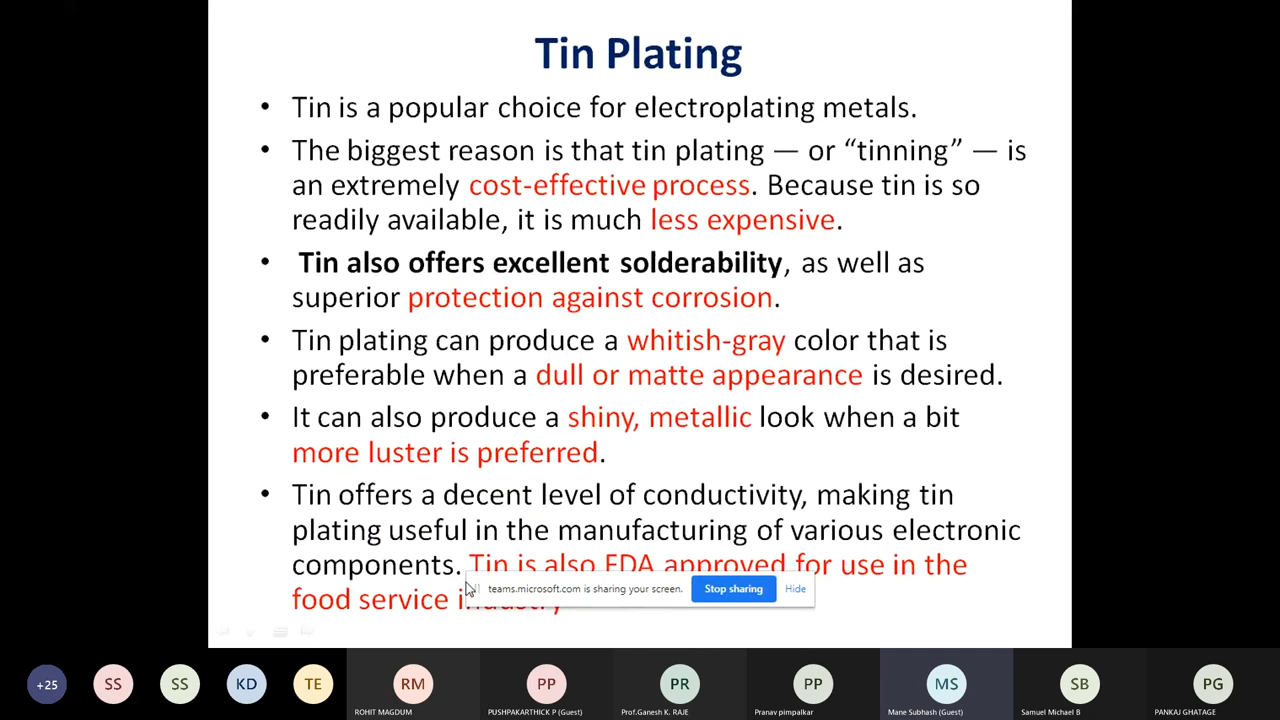 Tin Plating
• Tin is a popular choice for electroplating metals.
• The biggest reason is that tin plating — or “tinning” — is
an extremely cost-effective process. Because tin is so
readily available, it is much less expensive.
• Tin also offers excellent solderability, as well as
superior protection against corrosion.
• Tin plating can produce a whitish-gray color that is
preferable when a dull or matte appearance is desired.
• It can also produce a shiny, metallic look when a bit
more luster is preferred.
• Tin offers a decent level of conductivity, making tin
plating useful in the manufacturing of various electronic
components. Tin is also FDA approved for use in the
food service industry
teams.microsoft.com is sharing your screen. Stop sharing Hide
+25 SS SS KD TE RM PP PR PP MS SB PG
ROHIT MAGDUM PUSHPAKARTHICK P (Guest) Prof.Ganesh K. RAJE Pranav pimpalkar Mane Subhash (Guest) Samuel Michael B PANKAJ GHATAGE